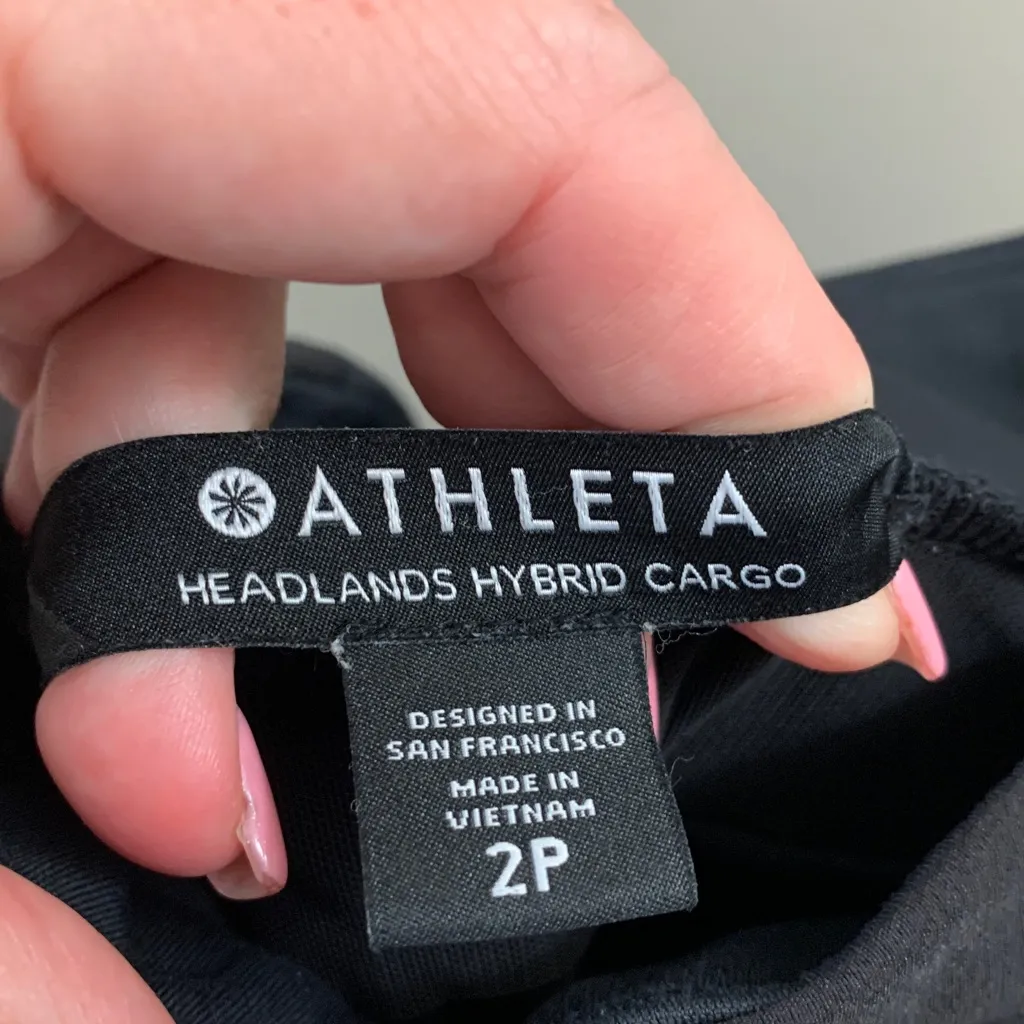 ATHLETA
HEADLANDS HYBRID CARGO
DESIGNED IN
SAN FRANCISCO
MADE IN
VIETNAM
2P